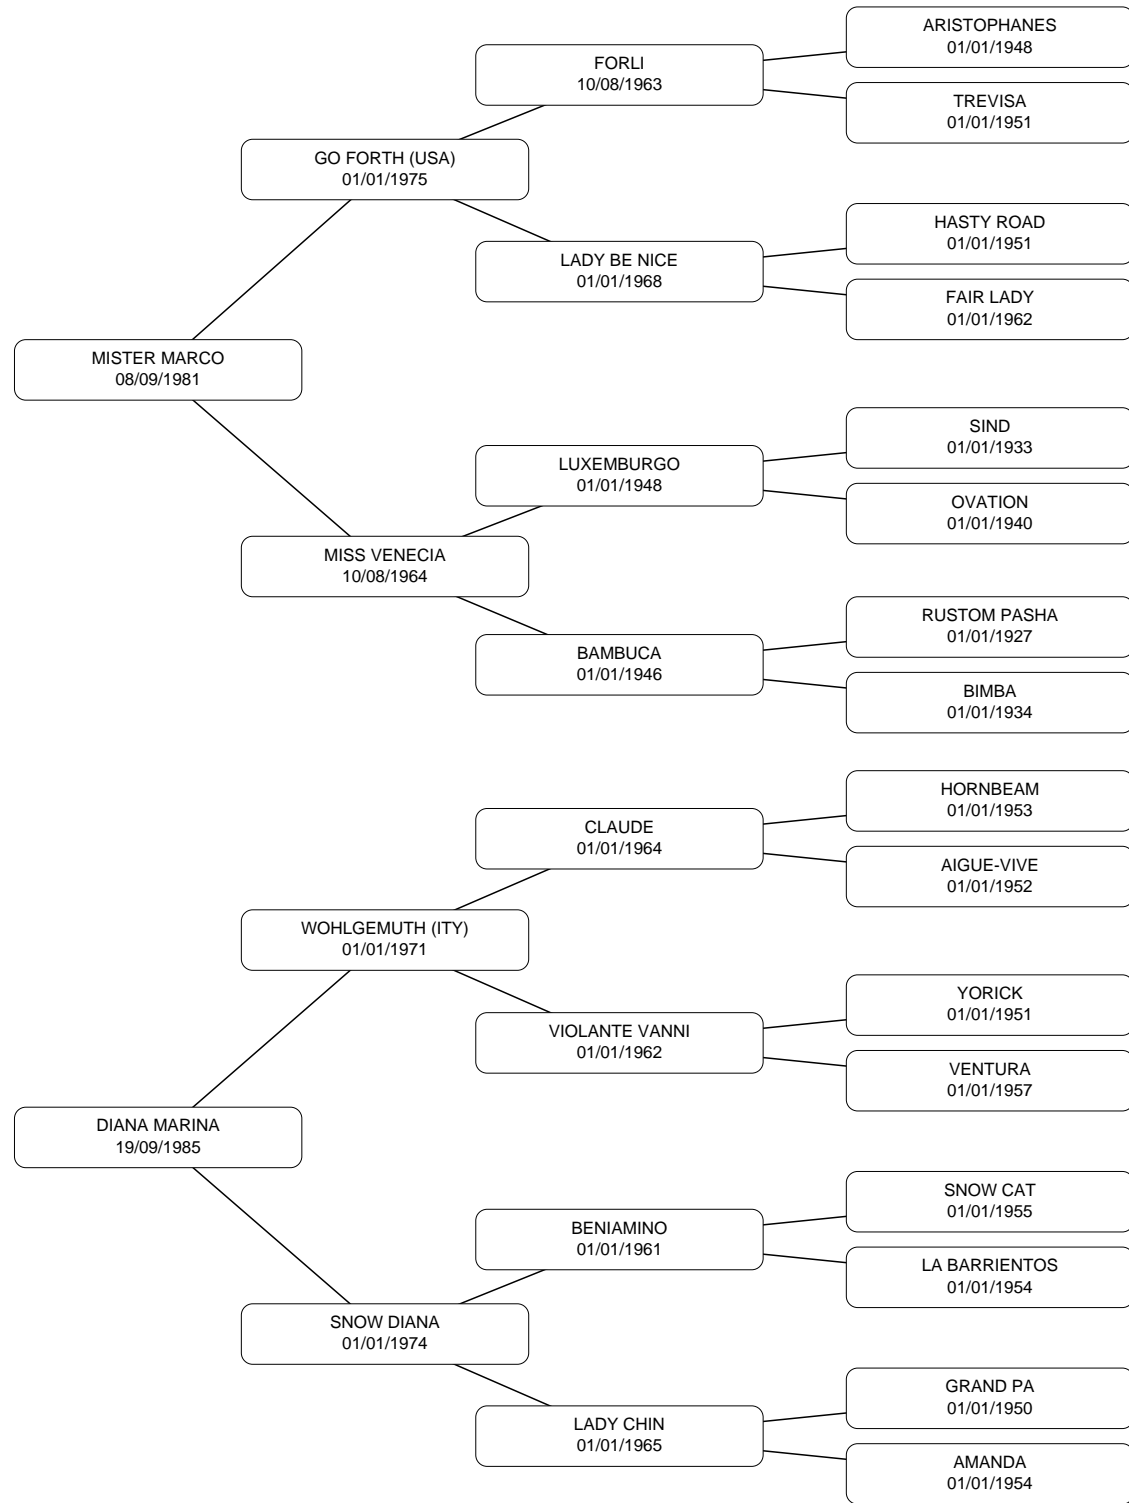 ARISTOPHANES
01/01/1948
FORLI
10/08/1963
TREVISA
01/01/1951
GO FORTH (USA)
01/01/1975
HASTY ROAD
01/01/1951
LADY BE NICE
01/01/1968
FAIR LADY
01/01/1962
MISTER MARCO
08/09/1981
SIND
01/01/1933
LUXEMBURGO
01/01/1948
OVATION
01/01/1940
MISS VENECIA
10/08/1964
RUSTOM PASHA
01/01/1927
BAMBUCA
01/01/1946
BIMBA
01/01/1934
HORNBEAM
01/01/1953
CLAUDE
01/01/1964
AIGUE-VIVE
01/01/1952
WOHLGEMUTH (ITY)
01/01/1971
YORICK
01/01/1951
VIOLANTE VANNI
01/01/1962
VENTURA
01/01/1957
DIANA MARINA
19/09/1985
SNOW CAT
01/01/1955
BENIAMINO
01/01/1961
LA BARRIENTOS
01/01/1954
SNOW DIANA
01/01/1974
GRAND PA
01/01/1950
LADY CHIN
01/01/1965
AMANDA
01/01/1954